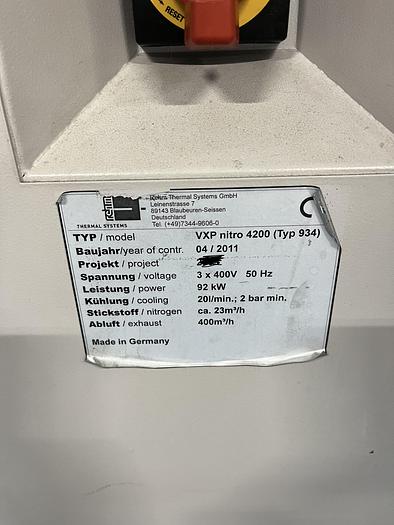 RESET
rehm
THERMAL SYSTEMS
Rehm Thermal Systems GmbH
Leinenstrasse 7
89143 Blaubeuren-Seissen
Deutschland
Tel. (+49)7344-9606-0
TYP / model VXP nitro 4200 (Typ 934)
Baujahr/year of contr. 04 / 2011
Projekt / project
Spannung / voltage 3 x 400V 50 Hz
Leistung / power 92 kW
Kühlung / cooling 20l/min.; 2 bar min.
Stickstoff / nitrogen ca. 23m³/h
Abluft / exhaust 400m³/h
Made in Germany